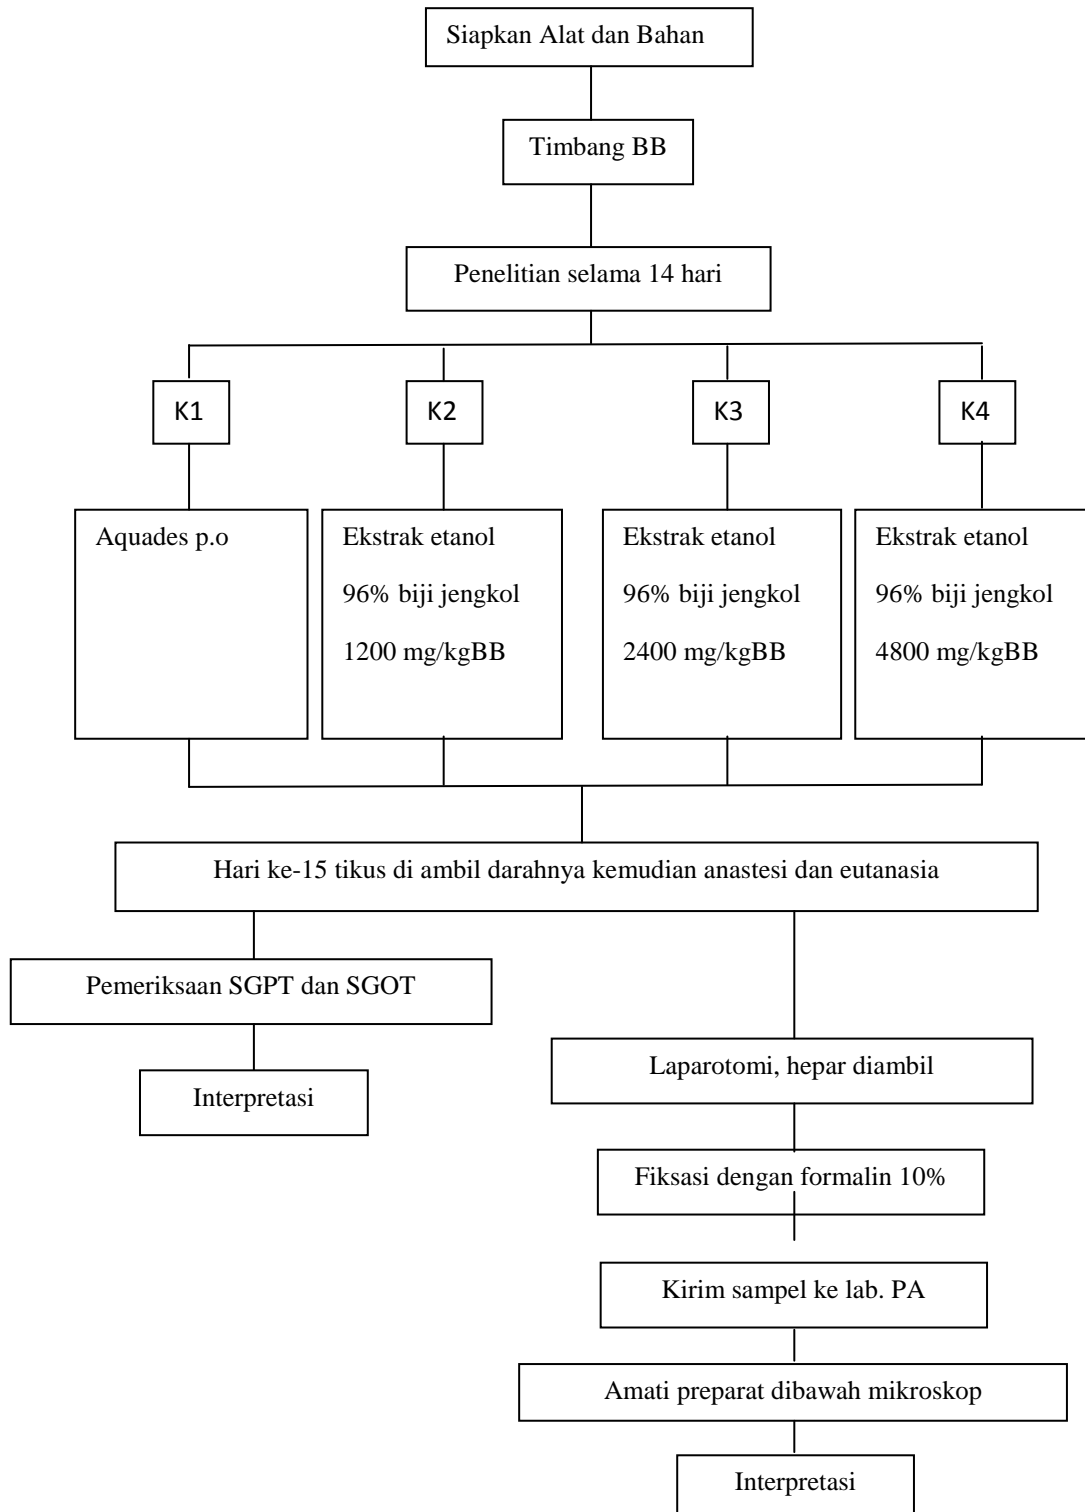 Siapkan Alat dan Bahan
Timbang BB
Penelitian selama 14 hari
K1
K2
K3
K4
Aquades p.o
Ekstrak etanol
96% biji jengkol
1200 mg/kgBB
Ekstrak etanol
96% biji jengkol
2400 mg/kgBB
Ekstrak etanol
96% biji jengkol
4800 mg/kgBB
Hari ke-15 tikus di ambil darahnya kemudian anastesi dan eutanasia
Pemeriksaan SGPT dan SGOT
Interpretasi
Laparotomi, hepar diambil
Fiksasi dengan formalin 10%
Kirim sampel ke lab. PA
Amati preparat dibawah mikroskop
Interpretasi